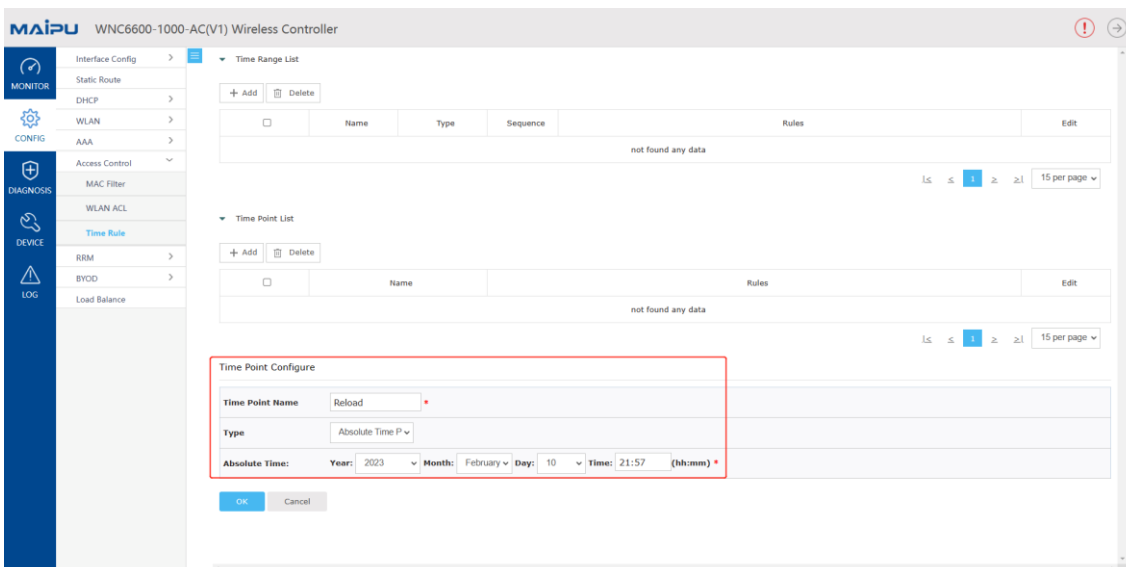 MAIPU WNC6600-1000-AC(V1) Wireless Controller
MONITOR
CONFIG
DIAGNOSIS
DEVICE
LOG
Interface Config
Static Route
DHCP
WLAN
AAA
Access Control
MAC Filter
WLAN ACL
Time Rule
RRM
BYOD
Load Balance
Time Range List
+ Add Delete
Name Type Sequence Rules Edit
not found any data
|< < 1 > >| 15 per page
Time Point List
+ Add Delete
Name Rules Edit
not found any data
|< < 1 > >| 15 per page
Time Point Configure
Time Point Name Reload *
Type Absolute Time P
Absolute Time: Year: 2023 Month: February Day: 10 Time: 21:57 (hh:mm) *
OK Cancel